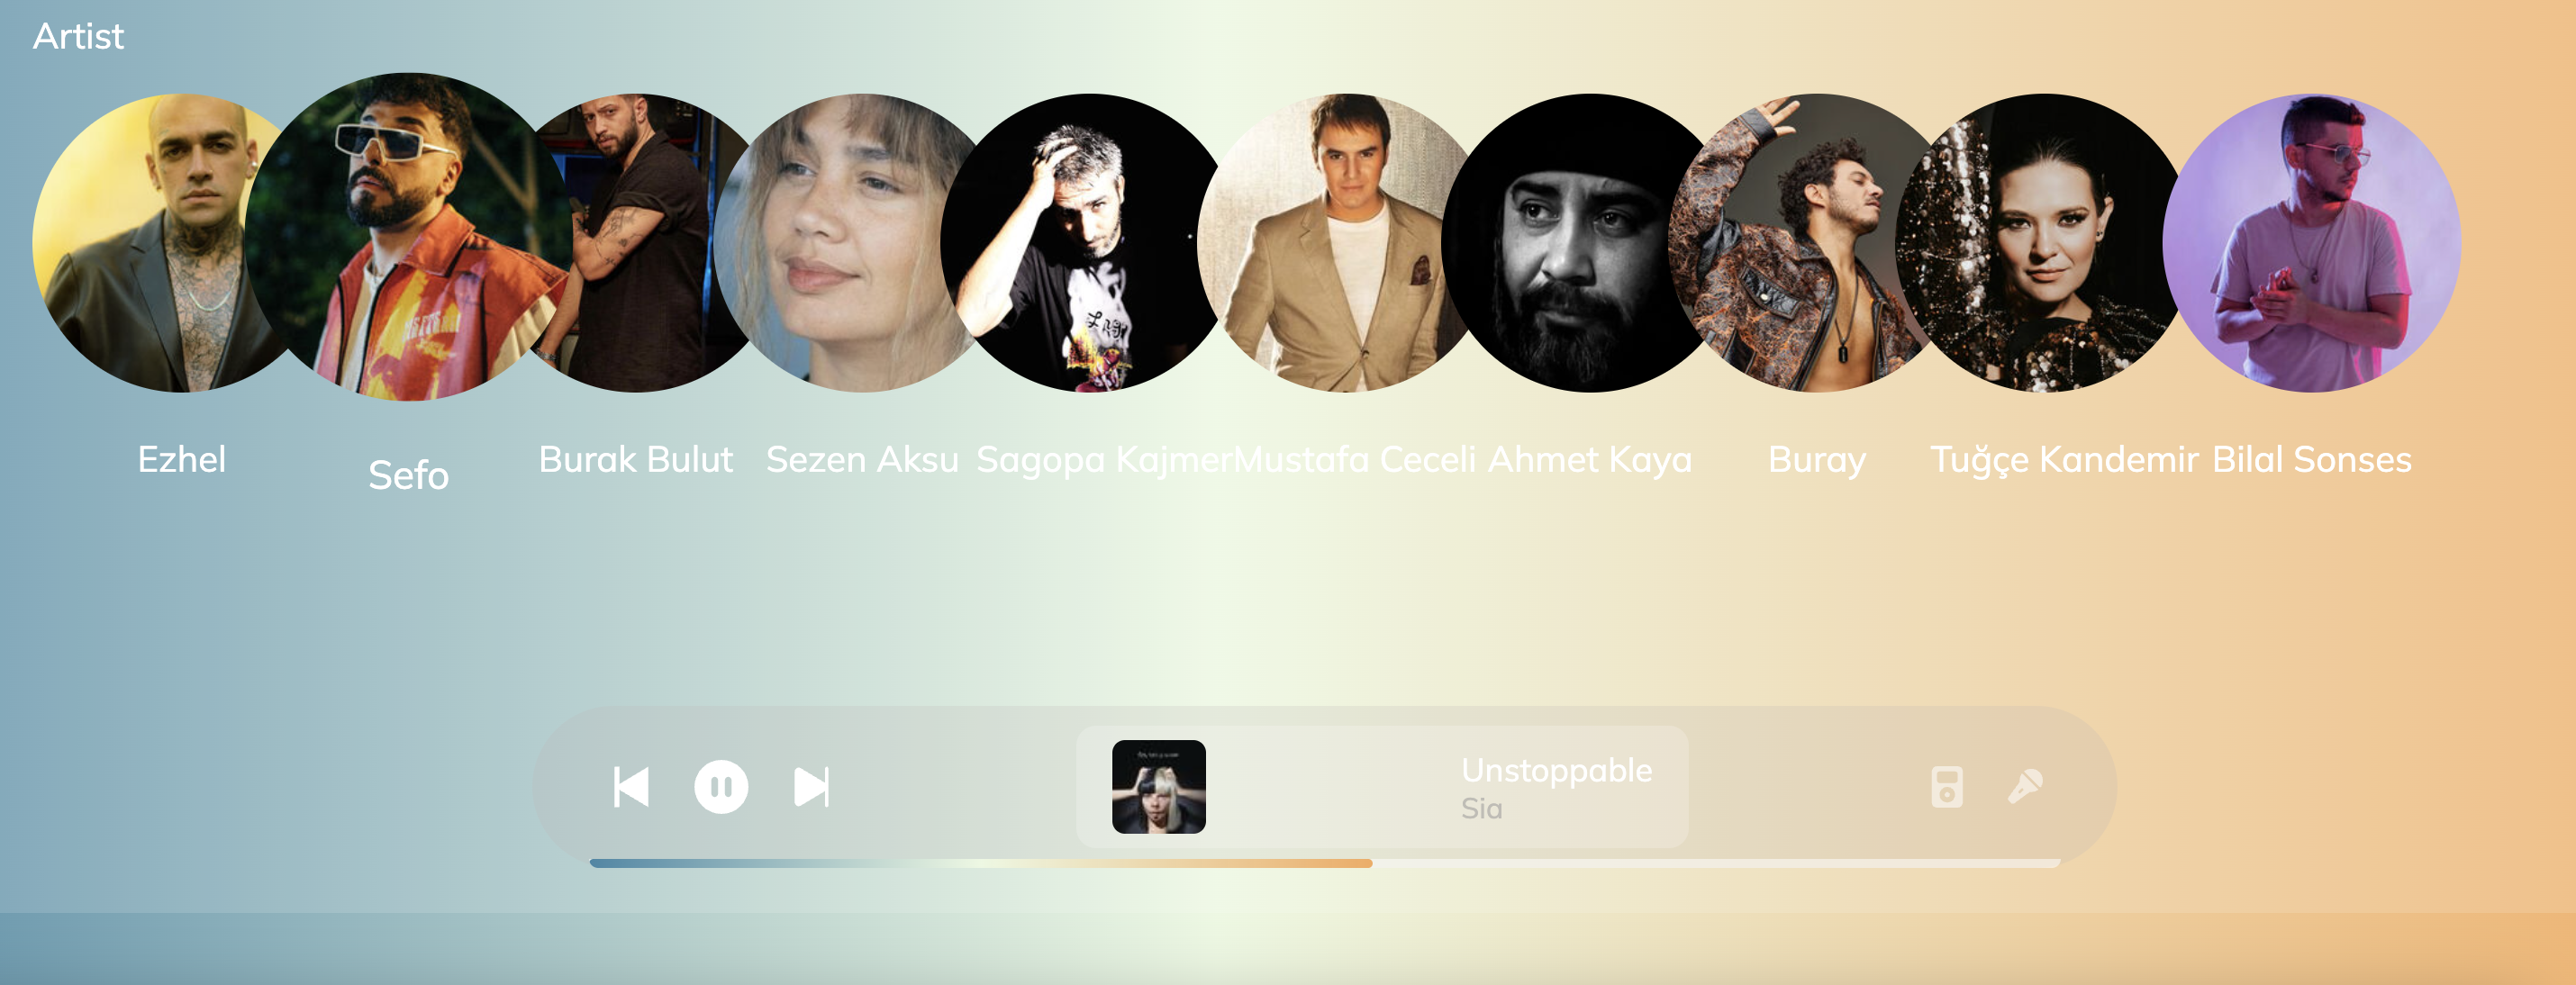 Artist
Ezhel
Sefo
Burak Bulut
Sezen Aksu
Sagopa Kajmer
Mustafa Ceceli
Ahmet Kaya
Buray
Tuğçe Kandemir
Bilal Sonses
Unstoppable
Sia